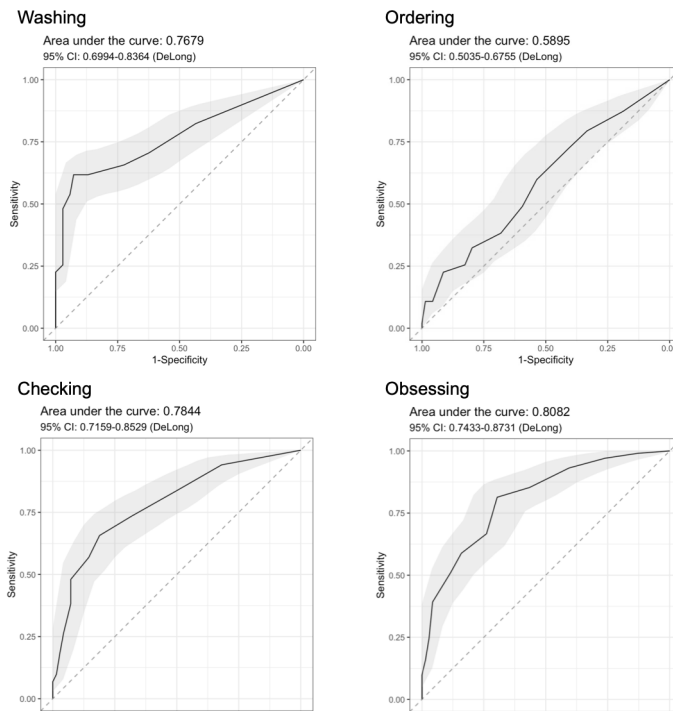 Washing
Area under the curve: 0.7679
95% CI: 0.6994-0.8364 (DeLong)
1.00
0.75
0.50
0.25
0.00
Sensitivity
1.00 0.75 0.50 0.25 0.00
1-Specificity
Ordering
Area under the curve: 0.5895
95% CI: 0.5035-0.6755 (DeLong)
1.00
0.75
0.50
0.25
0.00
Sensitivity
1.00 0.75 0.50 0.25 0.00
1-Specificity
Checking
Area under the curve: 0.7844
95% CI: 0.7159-0.8529 (DeLong)
1.00
0.75
0.50
0.25
0.00
Sensitivity
Obsessing
Area under the curve: 0.8082
95% CI: 0.7433-0.8731 (DeLong)
1.00
0.75
0.50
0.25
0.00
Sensitivity